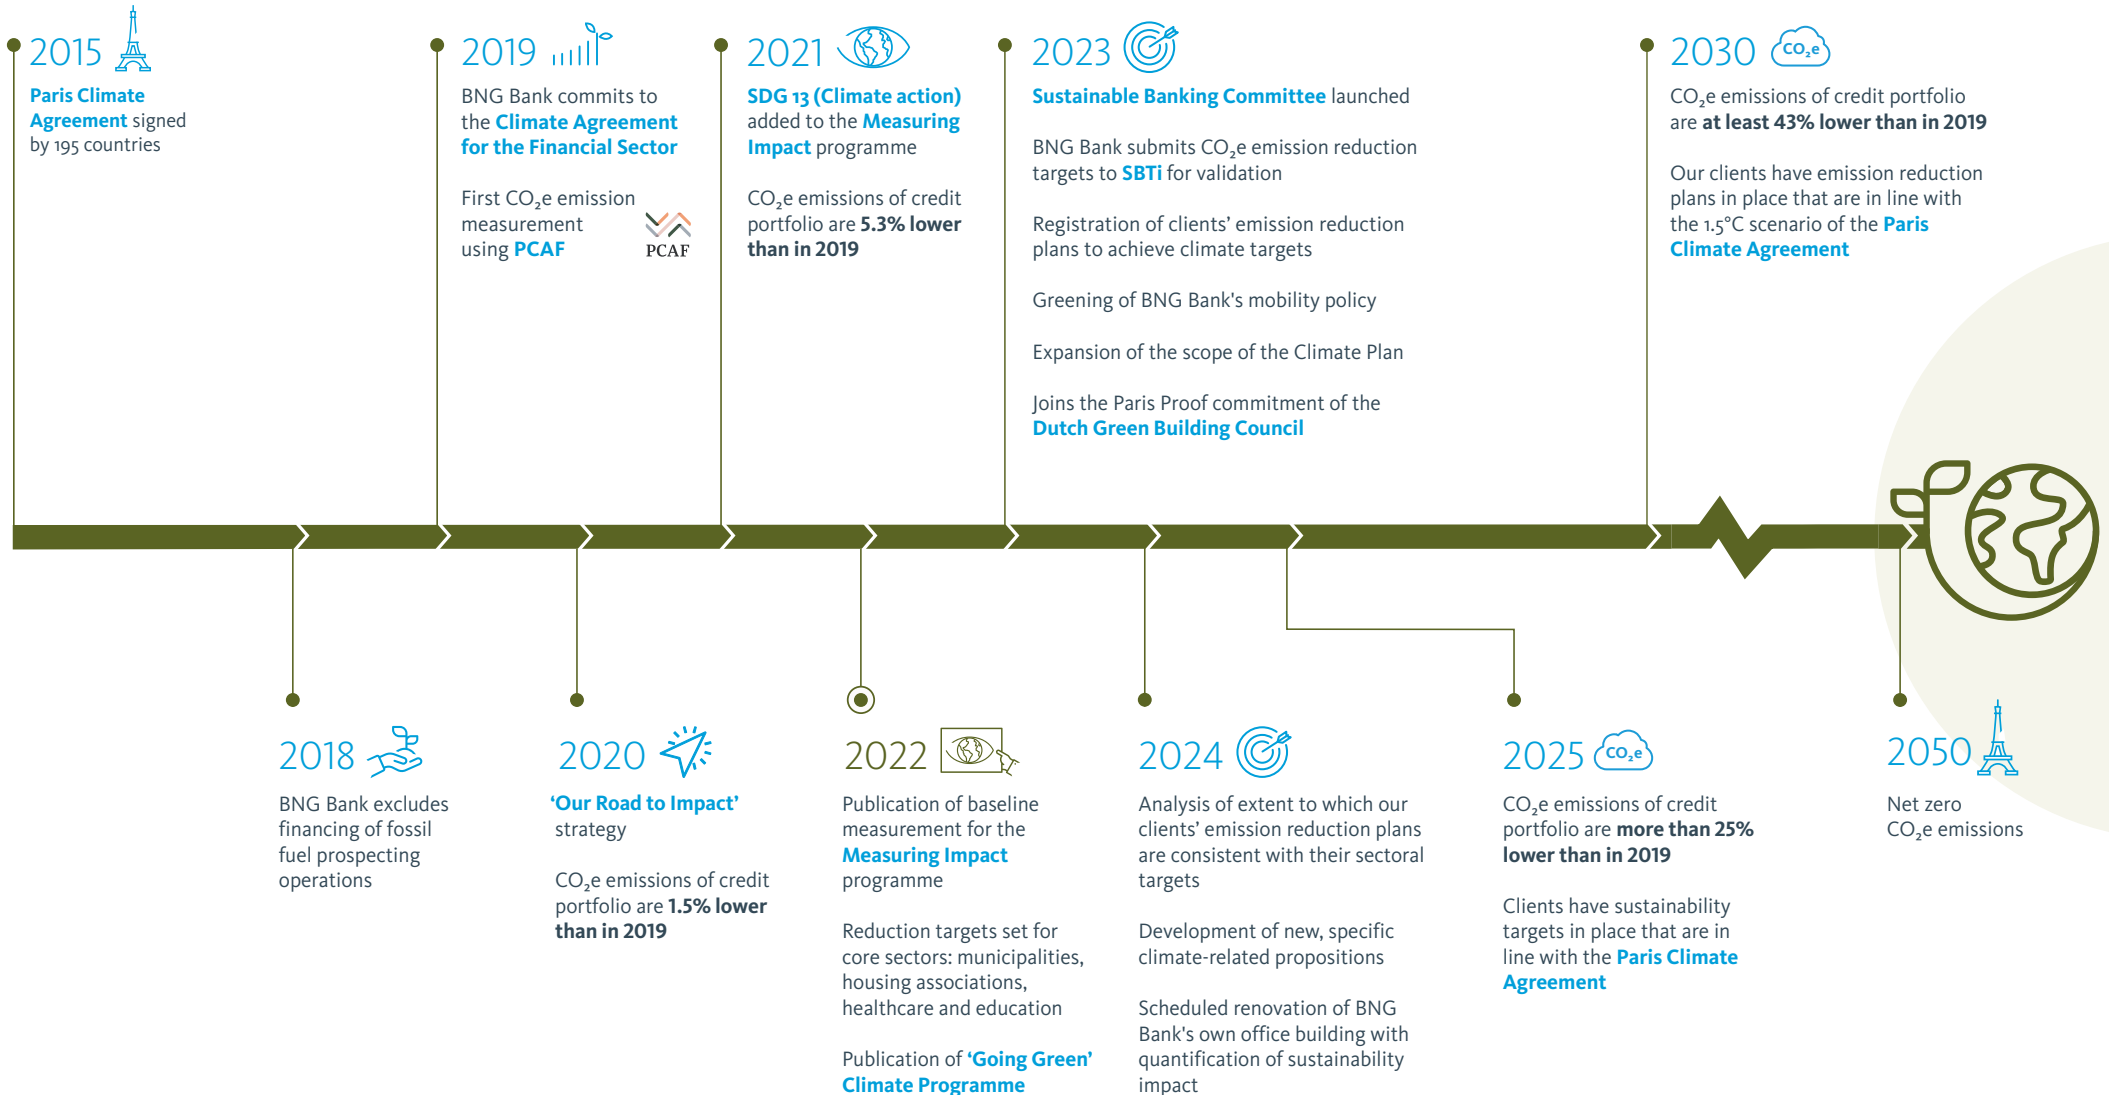 2015
Paris Climate
Agreement signed
by 195 countries
2019
BNG Bank commits to
the Climate Agreement
for the Financial Sector
First CO₂e emission
measurement
using PCAF
PCAF
2021
SDG 13 (Climate action)
added to the Measuring
Impact programme
CO₂e emissions of credit
portfolio are 5.3% lower
than in 2019
2023
Sustainable Banking Committee launched
BNG Bank submits CO₂e emission reduction
targets to SBTi for validation
Registration of clients’ emission reduction
plans to achieve climate targets
Greening of BNG Bank's mobility policy
Expansion of the scope of the Climate Plan
Joins the Paris Proof commitment of the
Dutch Green Building Council
2030
CO₂e
CO₂e emissions of credit portfolio
are at least 43% lower than in 2019
Our clients have emission reduction
plans in place that are in line with
the 1.5°C scenario of the Paris
Climate Agreement
2018
BNG Bank excludes
financing of fossil
fuel prospecting
operations
2020
‘Our Road to Impact’
strategy
CO₂e emissions of credit
portfolio are 1.5% lower
than in 2019
2022
Publication of baseline
measurement for the
Measuring Impact
programme
Reduction targets set for
core sectors: municipalities,
housing associations,
healthcare and education
Publication of ‘Going Green’
Climate Programme
2024
Analysis of extent to which our
clients’ emission reduction plans
are consistent with their sectoral
targets
Development of new, specific
climate-related propositions
Scheduled renovation of BNG
Bank's own office building with
quantification of sustainability
impact
2025
CO₂e
CO₂e emissions of credit
portfolio are more than 25%
lower than in 2019
Clients have sustainability
targets in place that are in
line with the Paris Climate
Agreement
2050
Net zero
CO₂e emissions